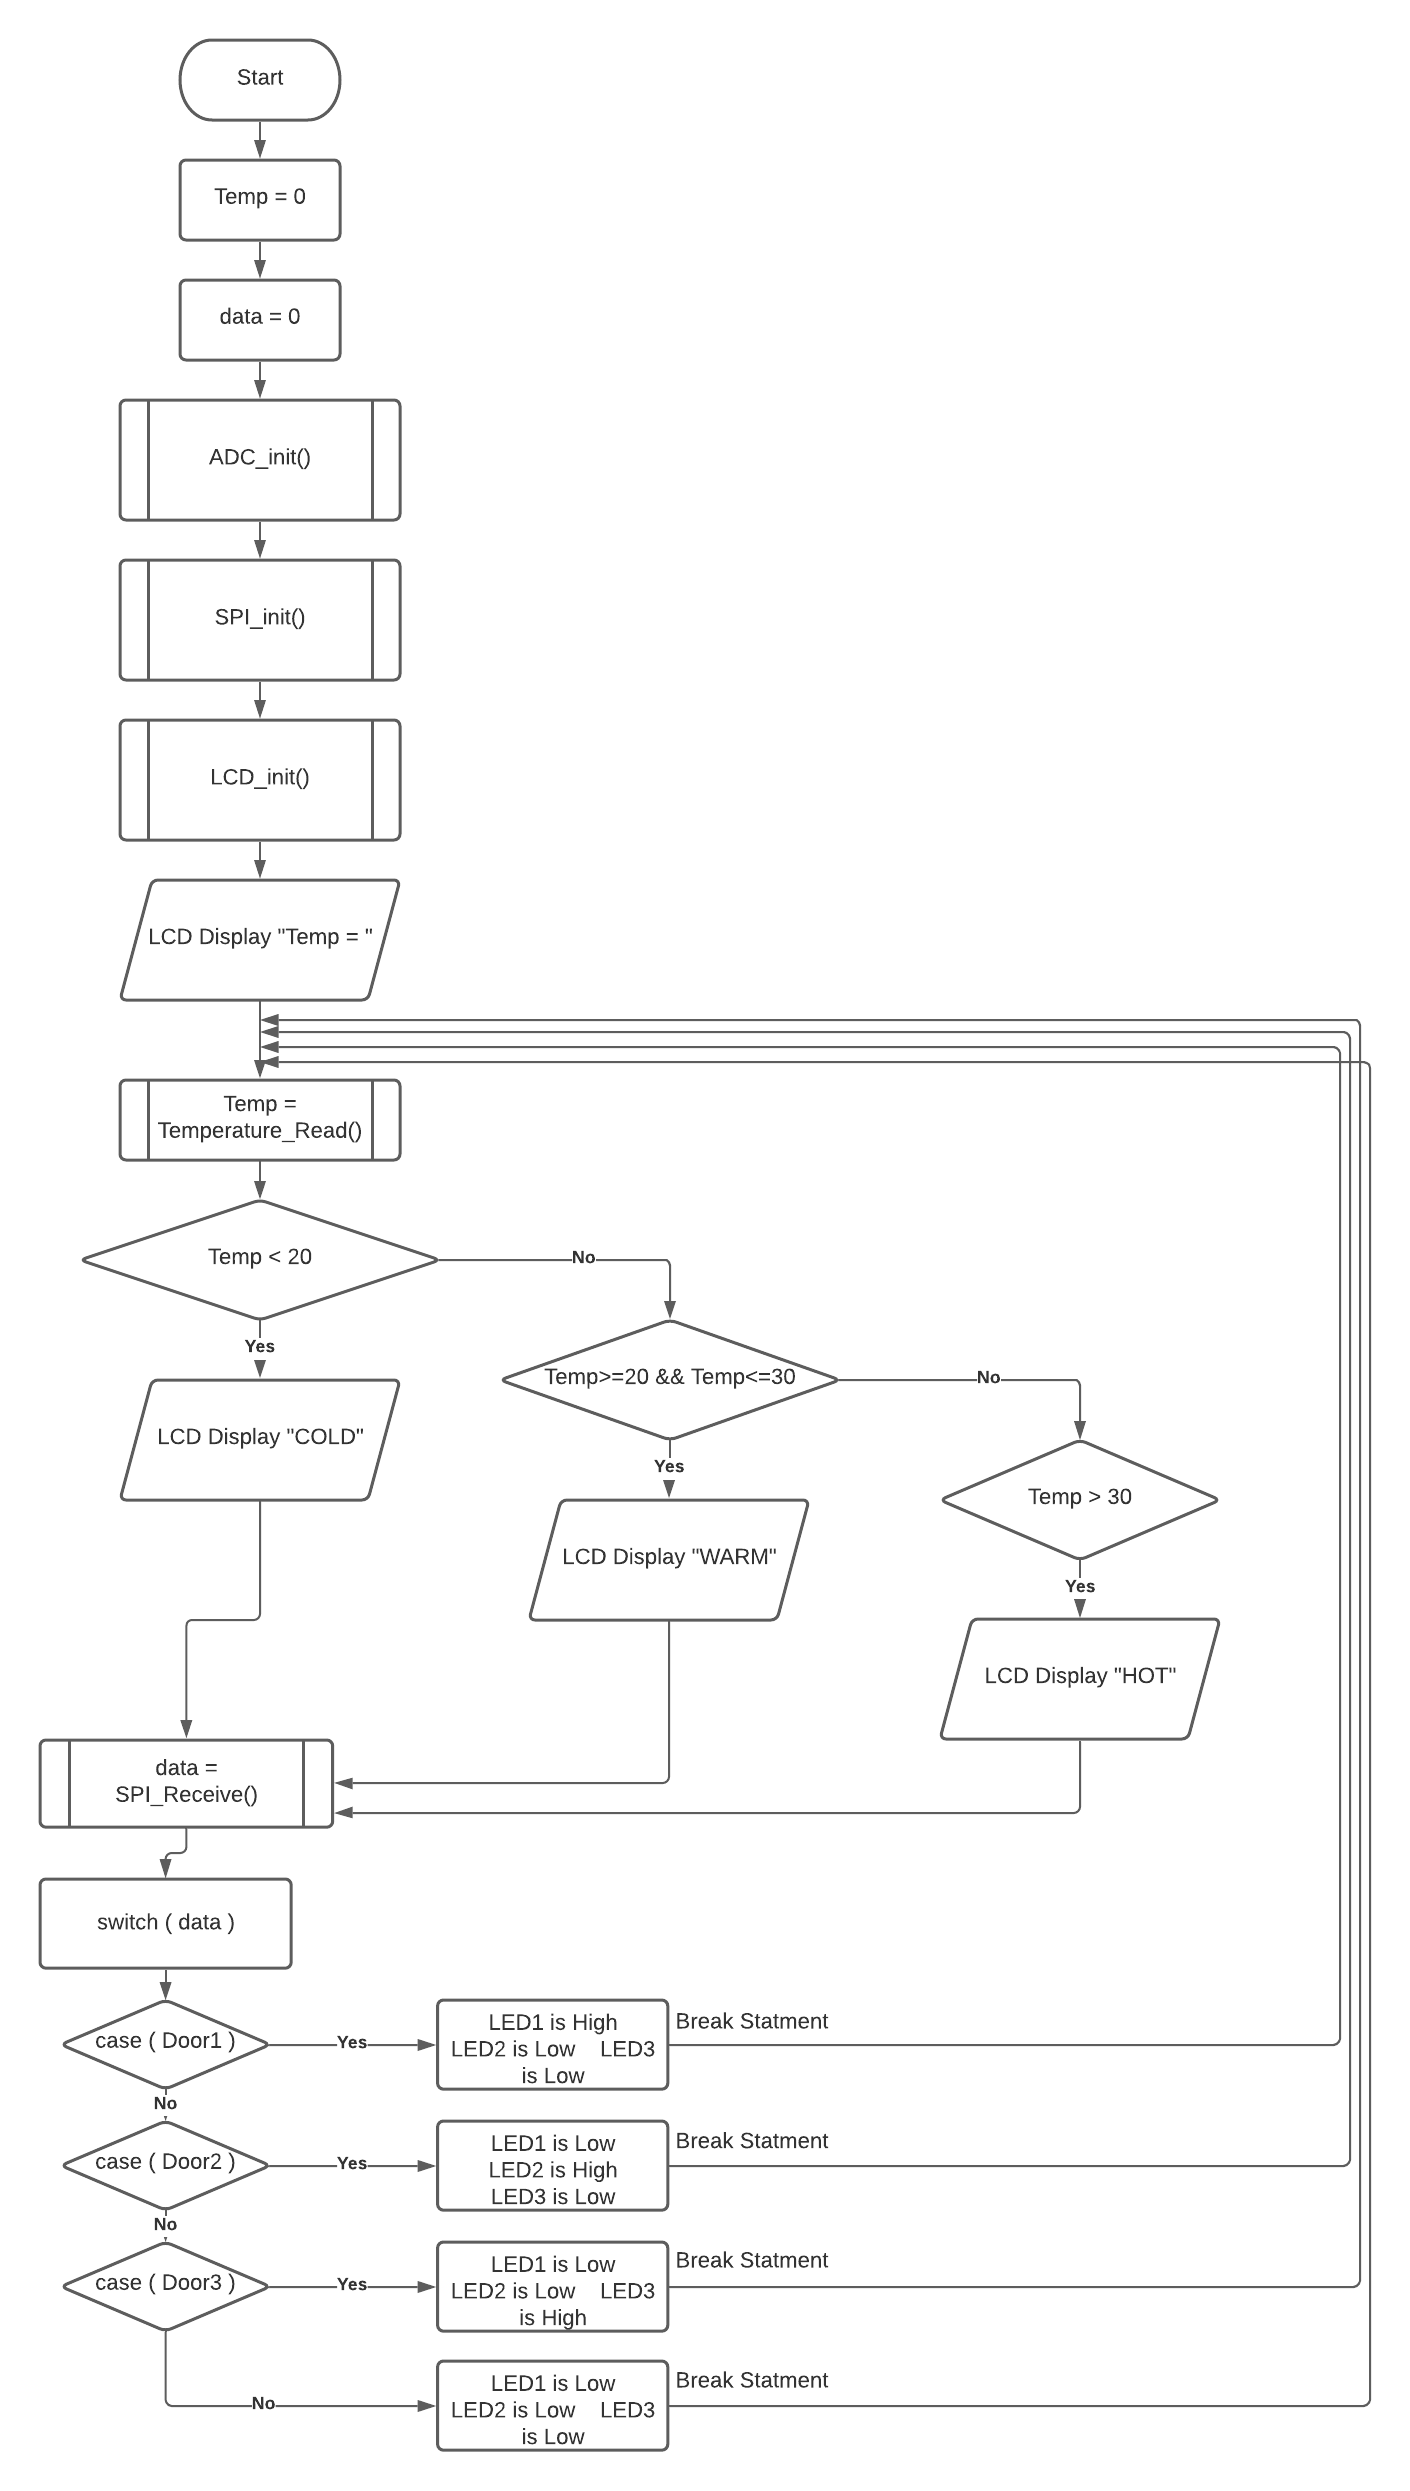 Start
Temp = 0
data = 0
ADC_init()
SPI_init()
LCD_init()
LCD Display "Temp = "
Temp =
Temperature_Read()
Temp < 20
No
Yes
Temp>=20 && Temp<=30
No
Yes
LCD Display "COLD"
Temp > 30
Yes
LCD Display "WARM"
LCD Display "HOT"
data =
SPI_Receive()
switch ( data )
case ( Door1 )
Yes
LED1 is High
LED2 is Low LED3
is Low
Break Statment
No
case ( Door2 )
Yes
LED1 is Low
LED2 is High
LED3 is Low
Break Statment
No
case ( Door3 )
Yes
LED1 is Low
LED2 is Low LED3
is High
Break Statment
No
LED1 is Low
LED2 is Low LED3
is Low
Break Statment